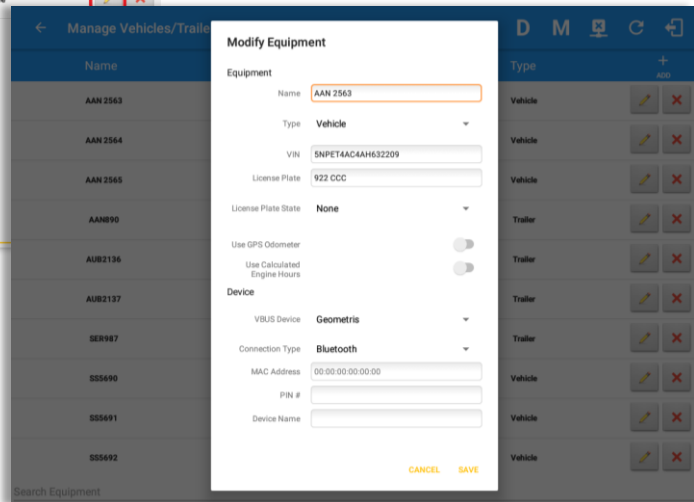 Manage Vehicles/Traile
D M
Name
Type
ADD
AAN 2563
Vehicle
AAN 2564
Vehicle
AAN 2565
Vehicle
AAN890
Trailer
AUB2136
Trailer
AUB2137
Trailer
SER987
Trailer
SS5690
Vehicle
SS5691
Vehicle
SS5692
Vehicle
Search Equipment
Modify Equipment
Equipment
Name AAN 2563
Type Vehicle
VIN 5NPET4AC4AH632209
License Plate 922 CCC
License Plate State None
Use GPS Odometer
Use Calculated
Engine Hours
Device
VBUS Device Geometris
Connection Type Bluetooth
MAC Address 00:00:00:00:00:00
PIN #
Device Name
CANCEL SAVE